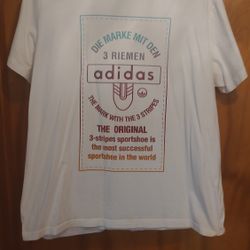 DIE MARKE MIT DEN
3 RIEMEN
adidas
THE MARK WITH THE 3 STRIPES
THE ORIGINAL
3-stripes sportshoe is
the most successful
sportshoe in the world